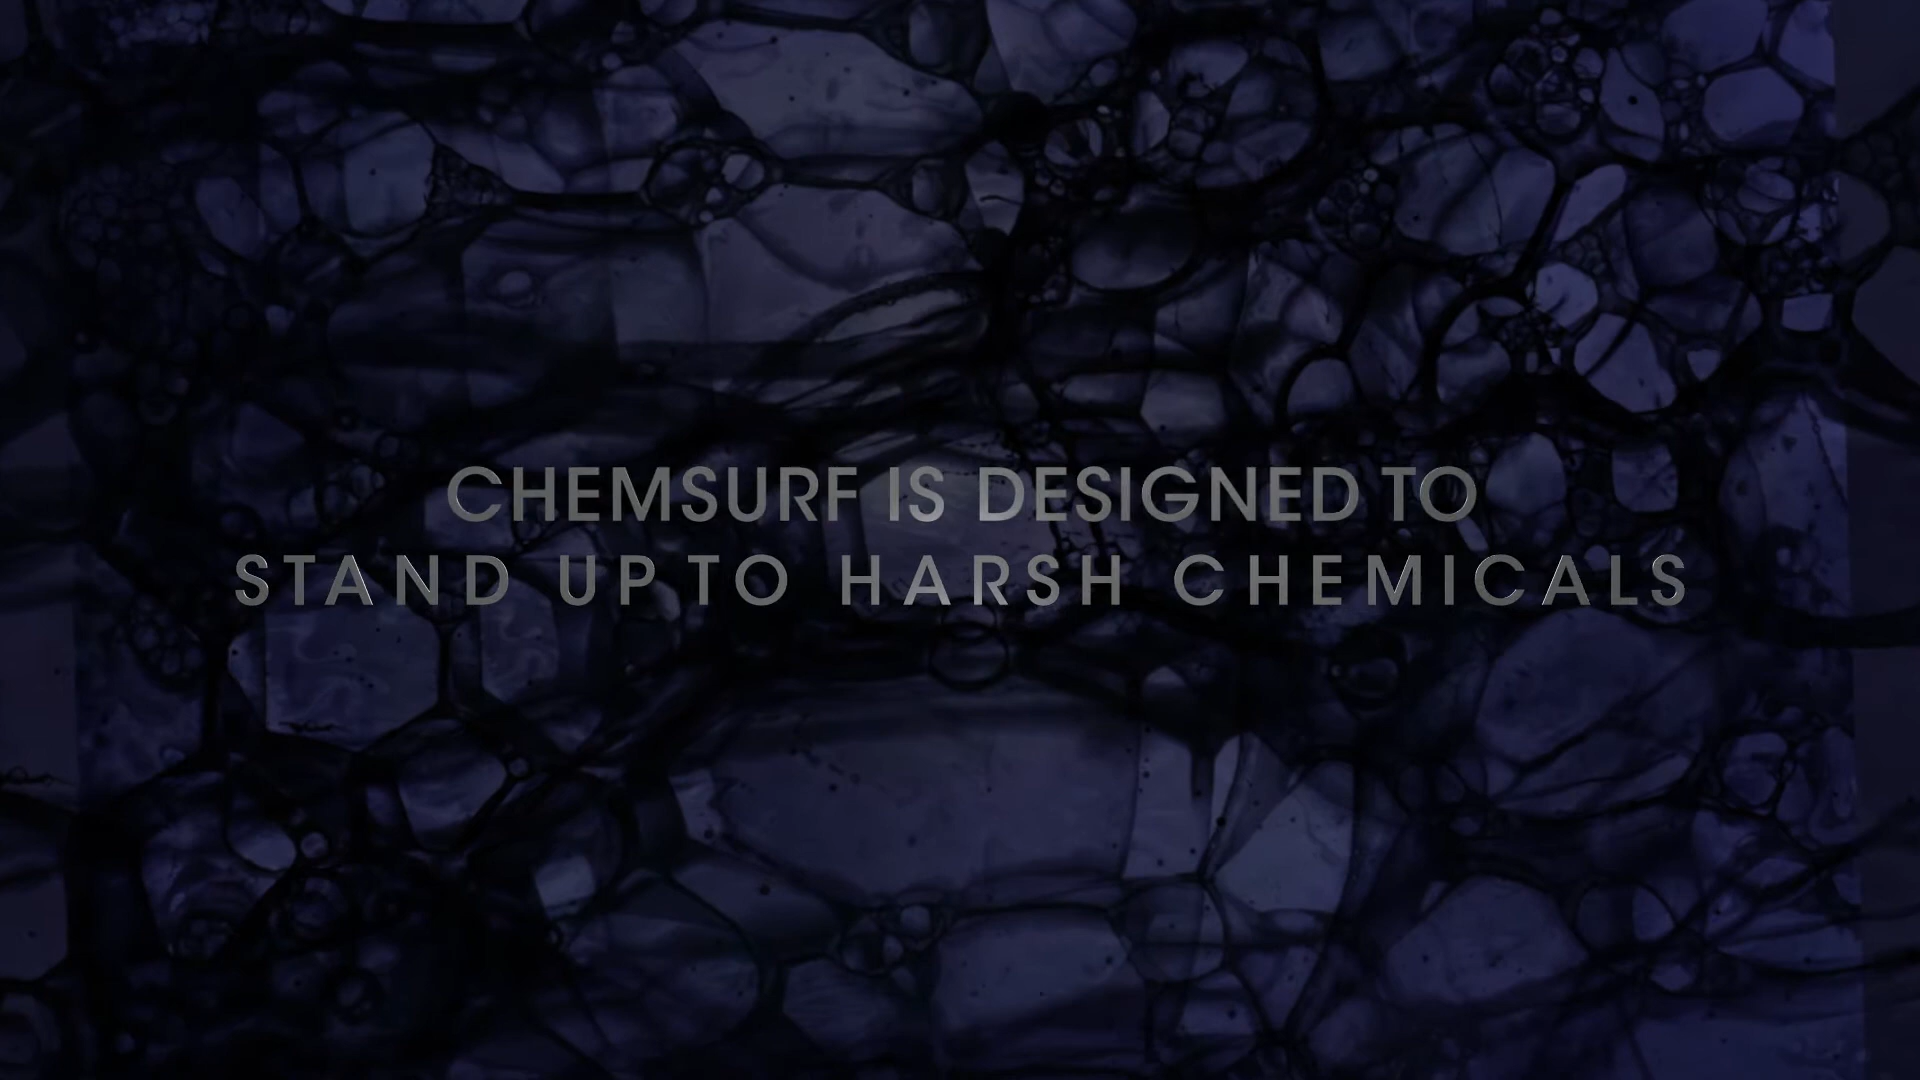 CHEMSURF IS DESIGNED TO
STAND UP TO HARSH CHEMICALS